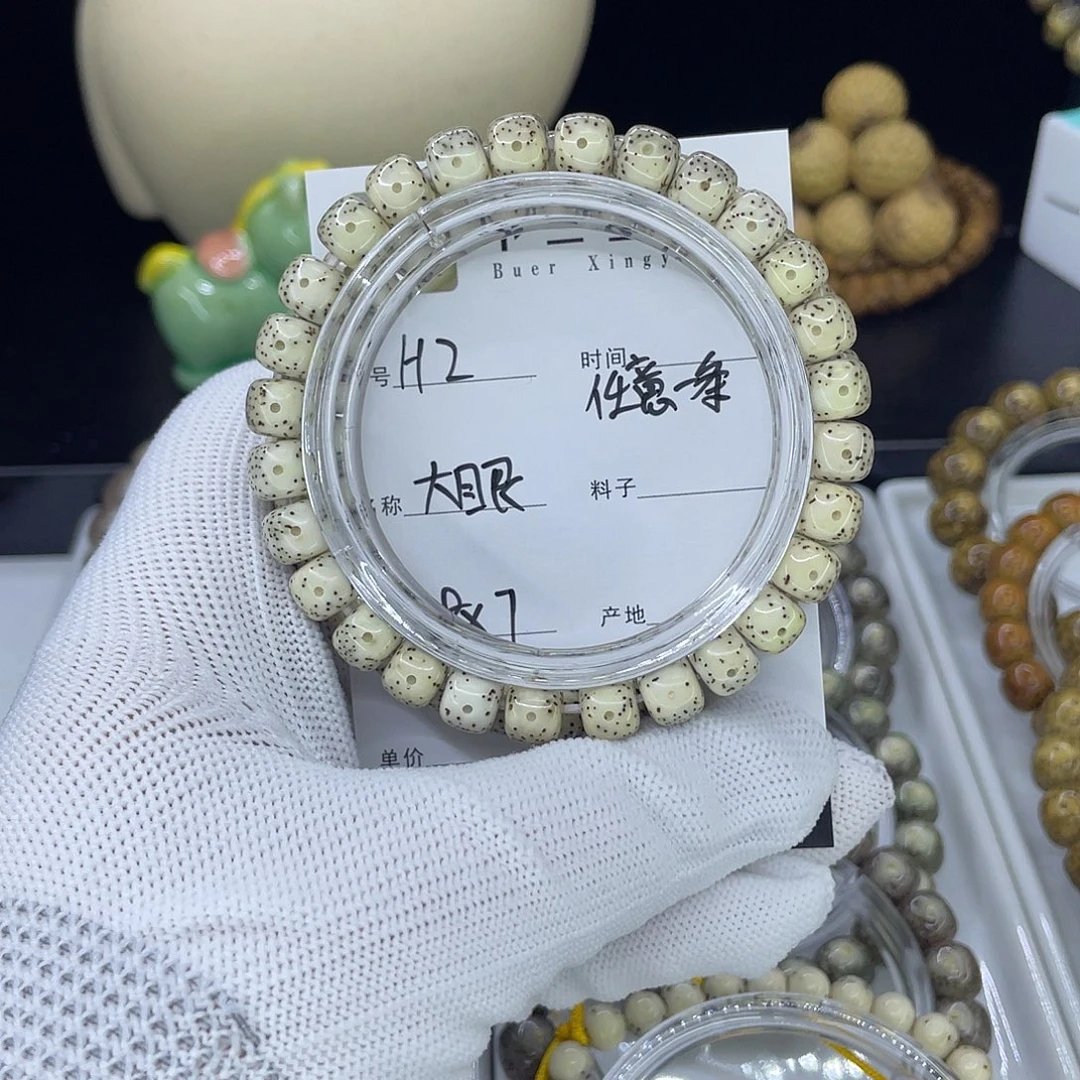 Buer Xingy
号 H2
时间 任意一条
称 大眼
料子
8x7
产地
单价